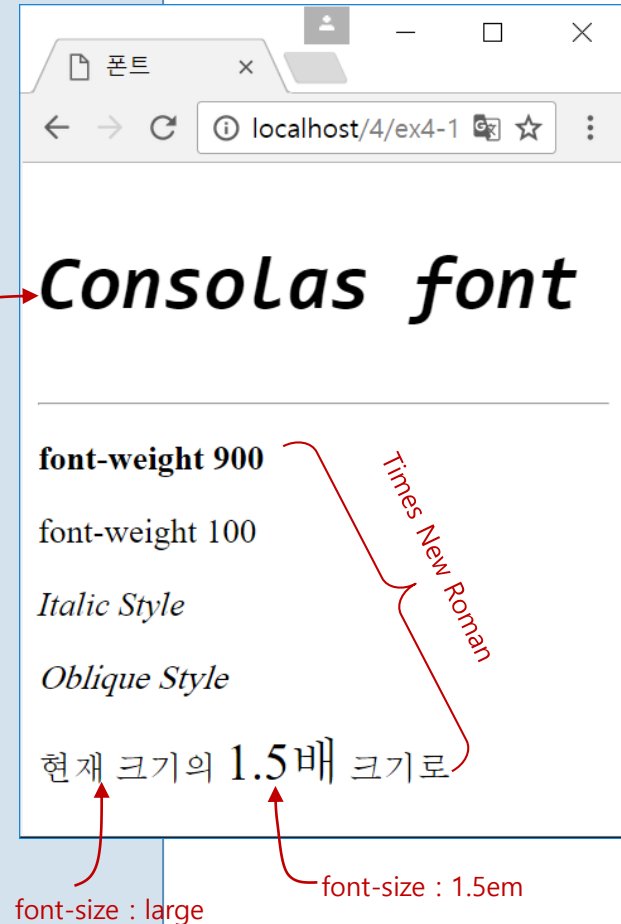 폰트
localhost/4/ex4-1
Consolas font
font-weight 900
font-weight 100
Italic Style
Oblique Style
Times New Roman
현재 크기의 1.5배 크기로
font-size : 1.5em
font-size : large